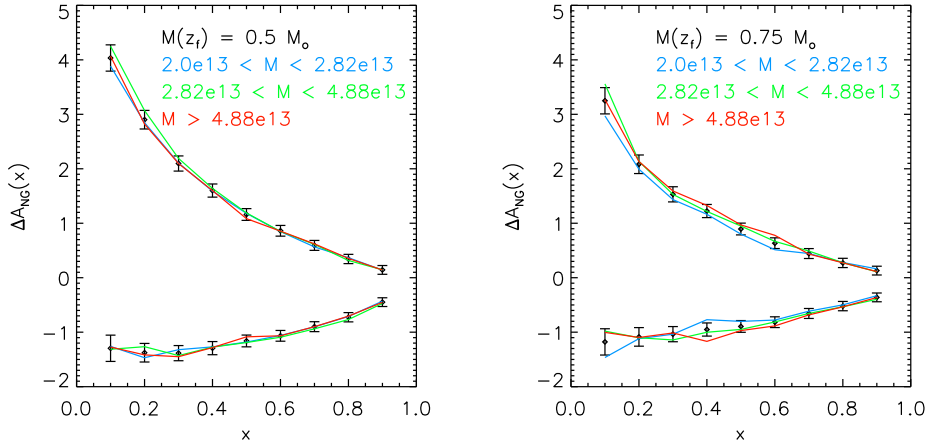 M(z_f) = 0.5 M_o
2.0e13 < M < 2.82e13
2.82e13 < M < 4.88e13
M > 4.88e13
5
4
3
2
1
0
−1
−2
ΔA_NG(x)
0.0 0.2 0.4 0.6 0.8 1.0
x
M(z_f) = 0.75 M_o
2.0e13 < M < 2.82e13
2.82e13 < M < 4.88e13
M > 4.88e13
5
4
3
2
1
0
−1
−2
ΔA_NG(x)
0.0 0.2 0.4 0.6 0.8 1.0
x